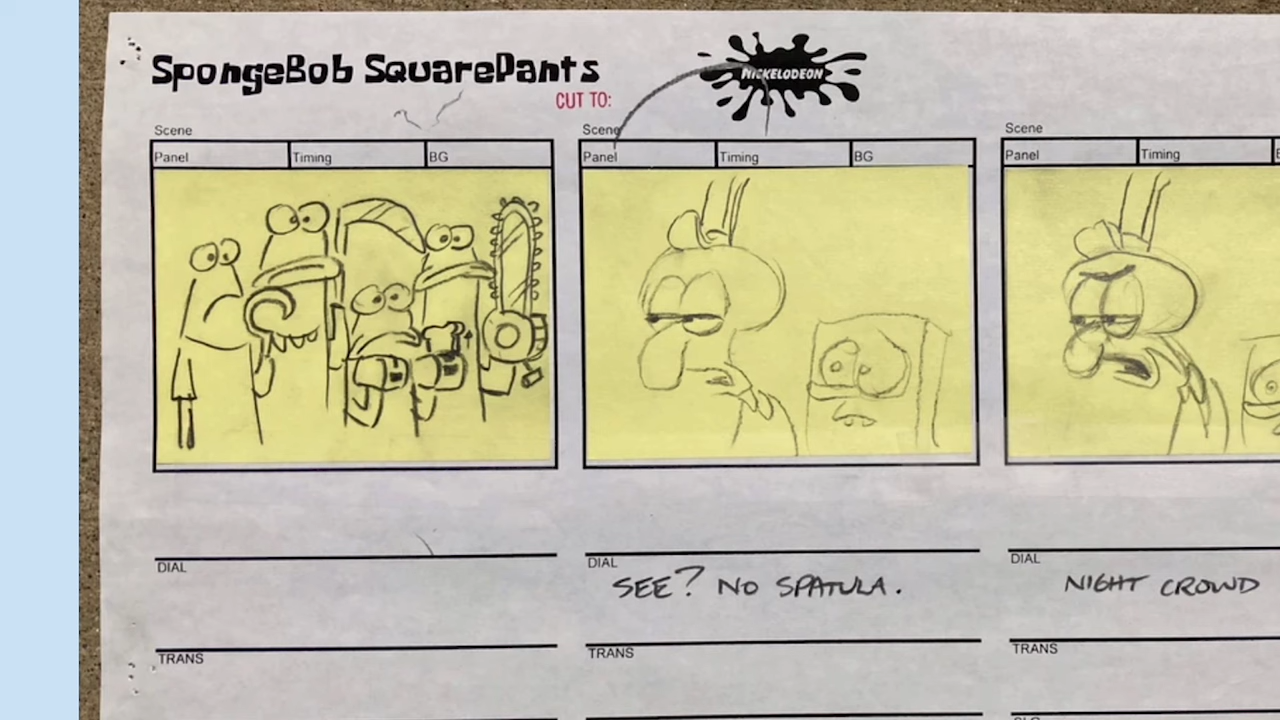 SpongeBob SquarePants
NICKELODEON
CUT TO:
Scene
Scene
Scene
Panel Timing BG
Panel Timing BG
Panel Timing
DIAL
DIAL
DIAL
SEE? NO SPATULA.
NIGHT CROWD
TRANS
TRANS
TRANS